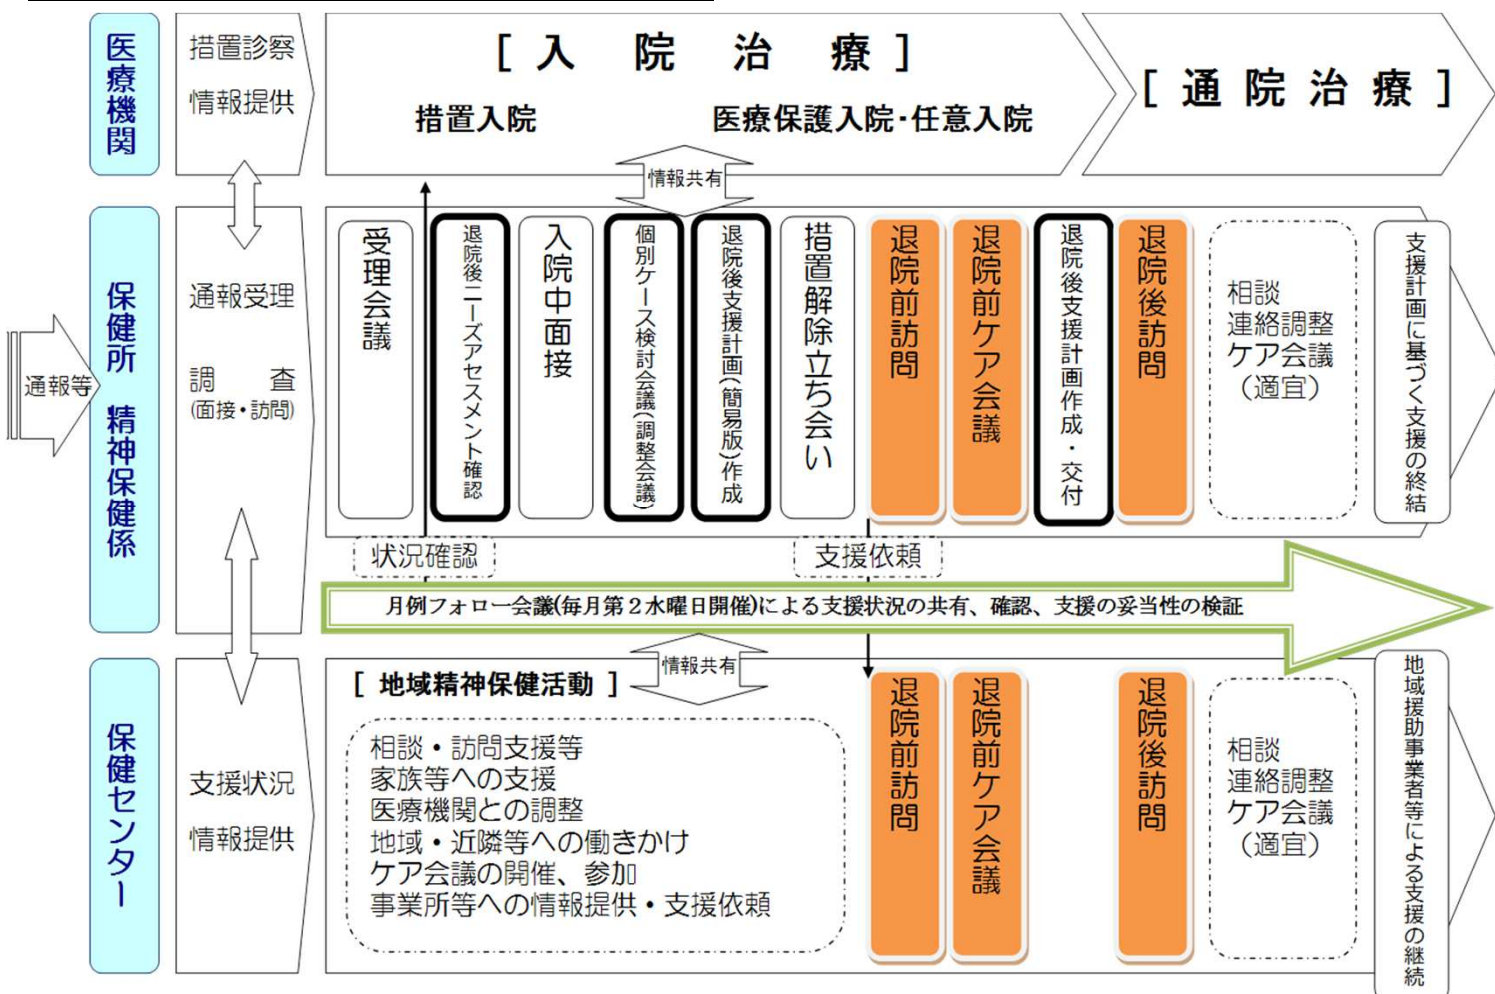 医療機関
措置診察
情報提供
［ 入 院 治 療 ］
措置入院
医療保護入院・任意入院
［ 通 院 治 療 ］
情報共有
通報等
保健所 精神保健係
通報受理
調 査
(面接・訪問)
受理会議
退院後ニーズアセスメント確認
入院中面接
個別ケース検討会議(調整会議)
退院後支援計画(簡易版)作成
措置解除立ち会い
退院前訪問
退院前ケア会議
退院後支援計画作成・交付
退院後訪問
相談
連絡調整
ケア会議
（適宜）
支援計画に基づく支援の終結
状況確認
支援依頼
月例フォロー会議(毎月第２水曜日開催)による支援状況の共有、確認、支援の妥当性の検証
情報共有
保健センター
支援状況
情報提供
［ 地域精神保健活動 ］
相談・訪問支援等
家族等への支援
医療機関との調整
地域・近隣等への働きかけ
ケア会議の開催、参加
事業所等への情報提供・支援依頼
退院前訪問
退院前ケア会議
退院後訪問
相談
連絡調整
ケア会議
（適宜）
地域援助事業者等による支援の継続